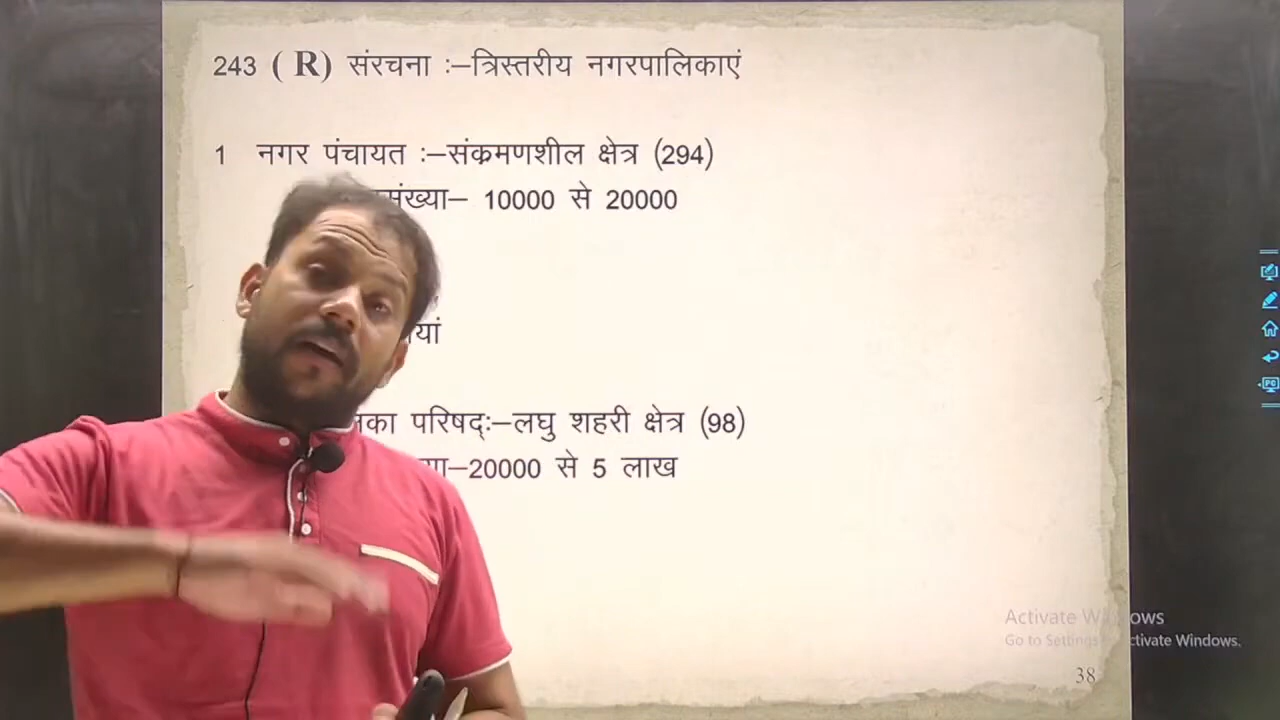 243 ( R) संरचना :–त्रिस्तरीय नगरपालिकाएं
1 नगर पंचायत :–संक्रमणशील क्षेत्र (294)
संख्या– 10000 से 20000
परिषद्:–लघु शहरी क्षेत्र (98)
–20000 से 5 लाख
Activate Windows
Go to Settings Activate Windows.
38